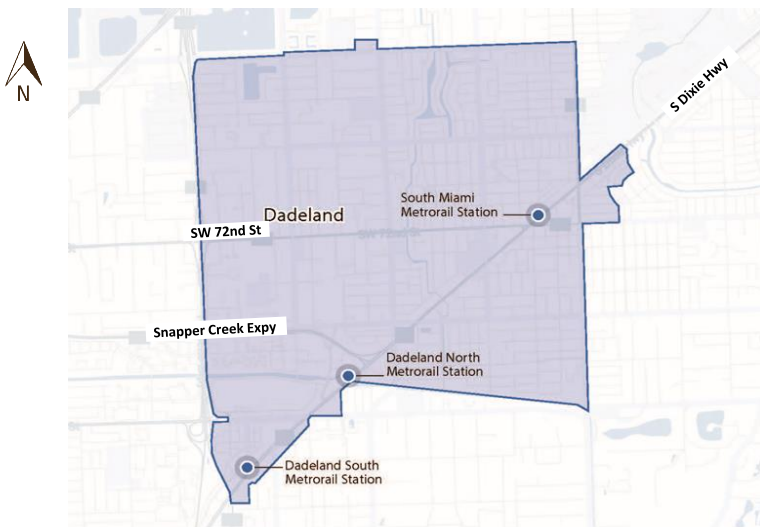 N
S Dixie Hwy
South Miami
Metrorail Station
Dadeland
SW 72nd St
Snapper Creek Expy
Dadeland North
Metrorail Station
Dadeland South
Metrorail Station